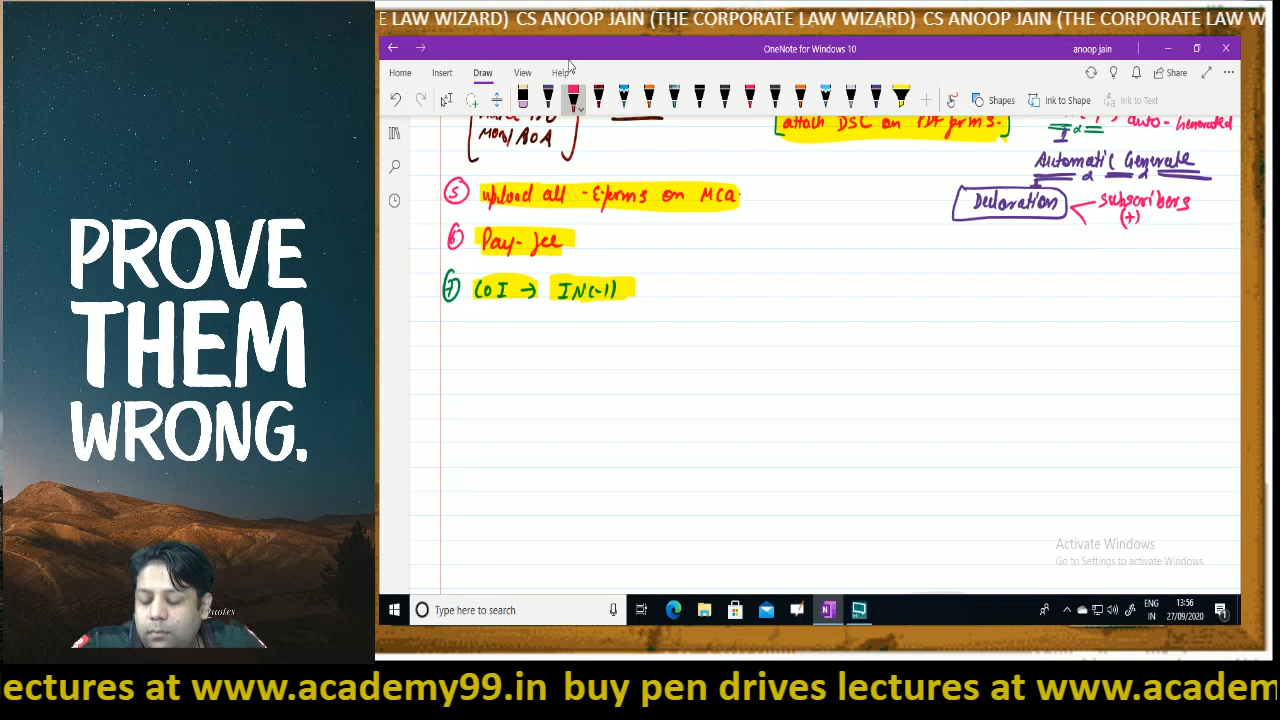 E LAW WIZARD) CS ANOOP JAIN (THE CORPORATE LAW WIZARD) CS ANOOP JAIN (THE CORPORATE LAW W
OneNote for Windows 10
anoop jain
Home Insert Draw View Help
Share
Shapes Ink to Shape Ink to Text
MOA/AOA
attach DSC on PDF forms.
auto-Generated
Automatic Generate
5 Upload all -E-forms on MCA.
Declaration
subscribers
(+)
6 Pay-fee
7 COI → INC-11
PROVE
THEM
WRONG.
Quotes
Activate Windows
Go to Settings to activate Windows.
Type here to search
ENG
IN
13:56
27/09/2020
ectures at www.academy99.in buy pen drives lectures at www.academ